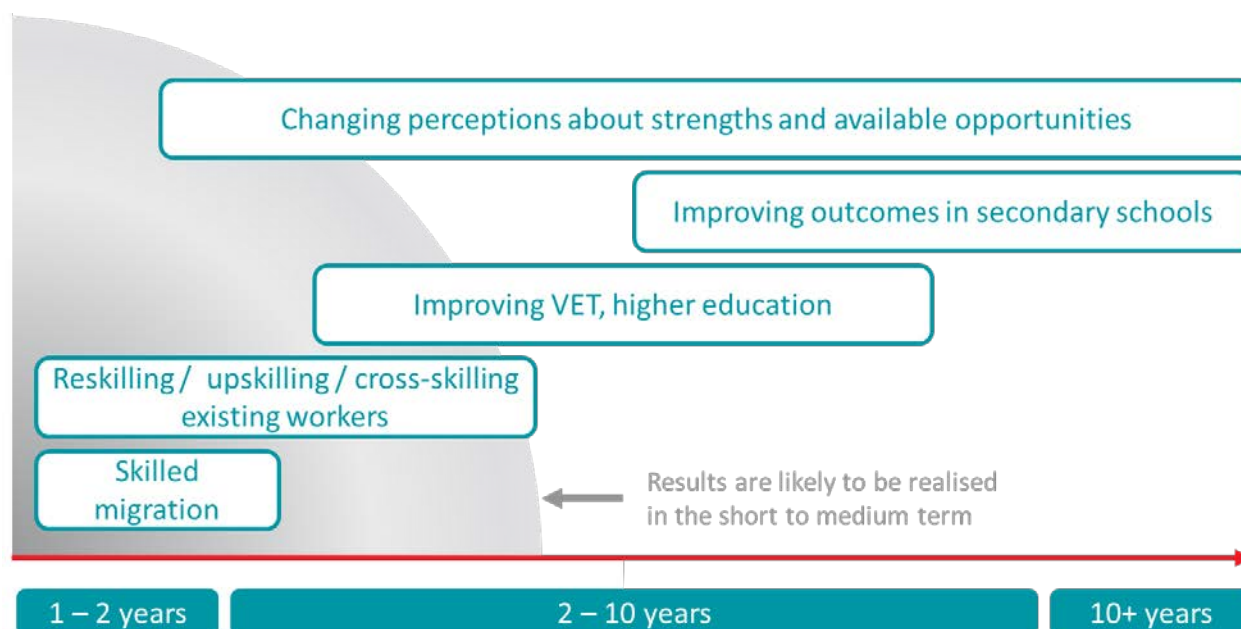 Changing perceptions about strengths and available opportunities
Improving outcomes in secondary schools
Improving VET, higher education
Reskilling / upskilling / cross-skilling
existing workers
Skilled
migration
Results are likely to be realised
in the short to medium term
1 – 2 years
2 – 10 years
10+ years